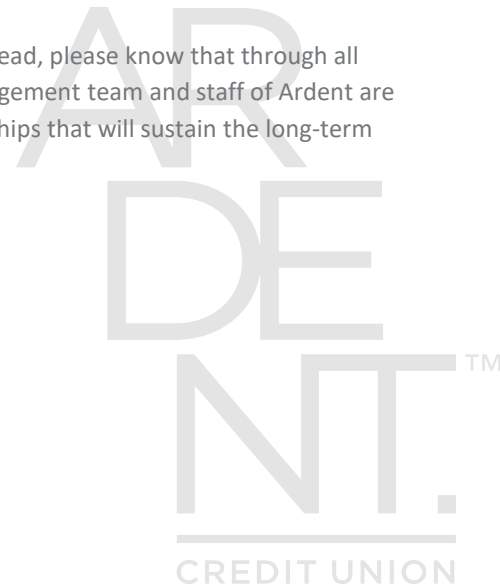 ead, please know that through all
gement team and staff of Ardent are
hips that will sustain the long-term
AR
DE
NT.
TM
CREDIT UNION